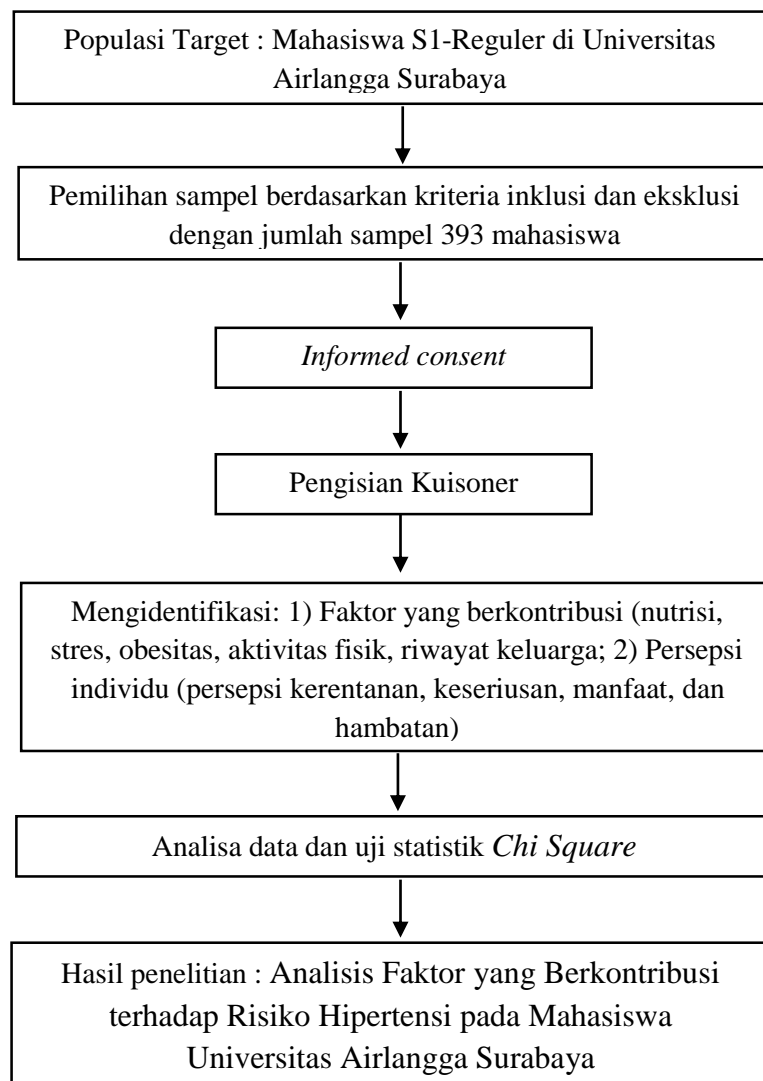 Populasi Target : Mahasiswa S1-Reguler di Universitas
Airlangga Surabaya
Pemilihan sampel berdasarkan kriteria inklusi dan eksklusi
dengan jumlah sampel 393 mahasiswa
Informed consent
Pengisian Kuisoner
Mengidentifikasi: 1) Faktor yang berkontribusi (nutrisi,
stres, obesitas, aktivitas fisik, riwayat keluarga; 2) Persepsi
individu (persepsi kerentanan, keseriusan, manfaat, dan
hambatan)
Analisa data dan uji statistik Chi Square
Hasil penelitian : Analisis Faktor yang Berkontribusi
terhadap Risiko Hipertensi pada Mahasiswa
Universitas Airlangga Surabaya